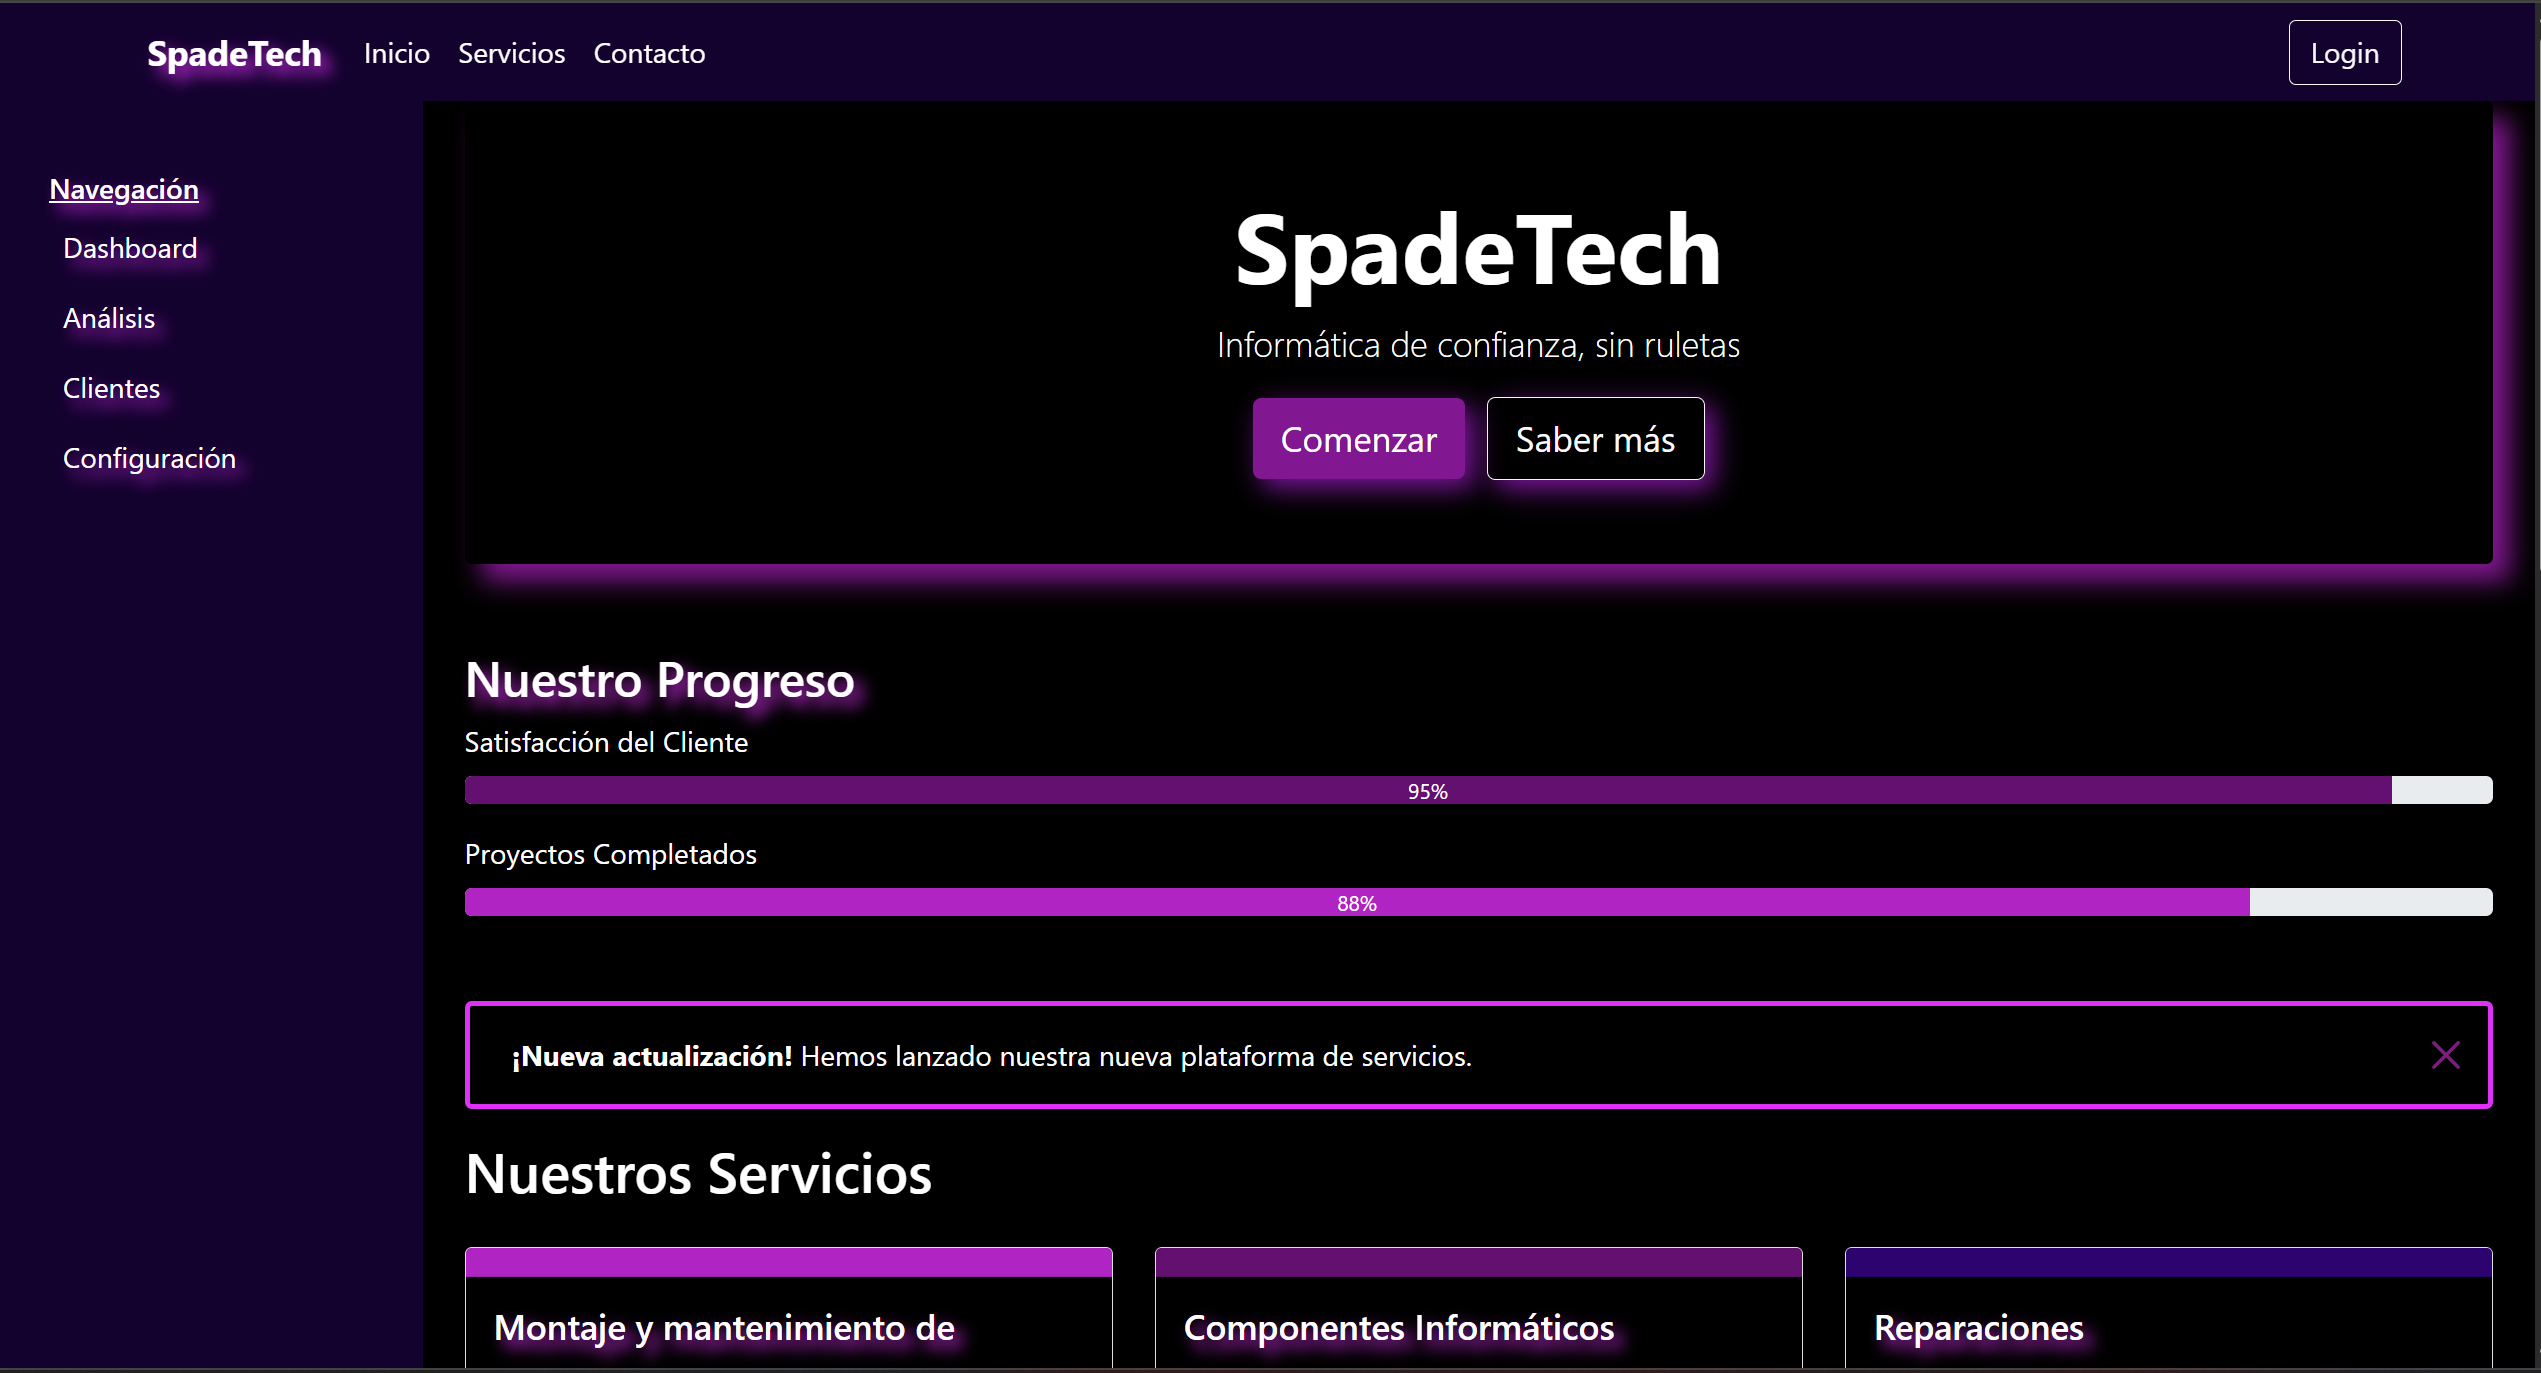 SpadeTech Inicio Servicios Contacto Login
Navegación
Dashboard
Análisis
Clientes
Configuración
SpadeTech
Informática de confianza, sin ruletas
Comenzar Saber más
Nuestro Progreso
Satisfacción del Cliente
95%
Proyectos Completados
88%
¡Nueva actualización! Hemos lanzado nuestra nueva plataforma de servicios.
Nuestros Servicios
Montaje y mantenimiento de
Componentes Informáticos
Reparaciones